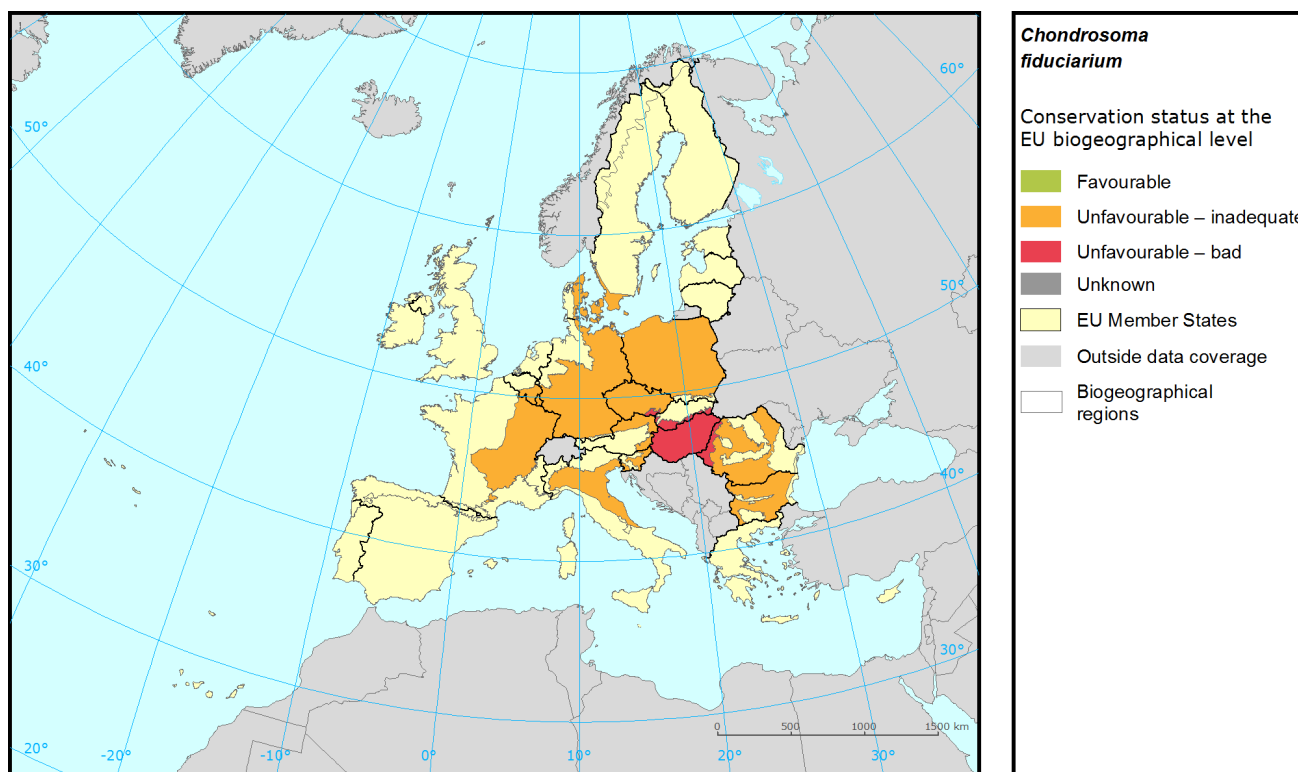 Chondrosoma
fiduciarium
Conservation status at the
EU biogeographical level
Favourable
Unfavourable – inadequate
Unfavourable – bad
Unknown
EU Member States
Outside data coverage
Biogeographical
regions
60°
50°
50°
40°
40°
30°
30°
20°
-20°
-10°
0°
10°
20°
30°
0 500 1000 1500 km